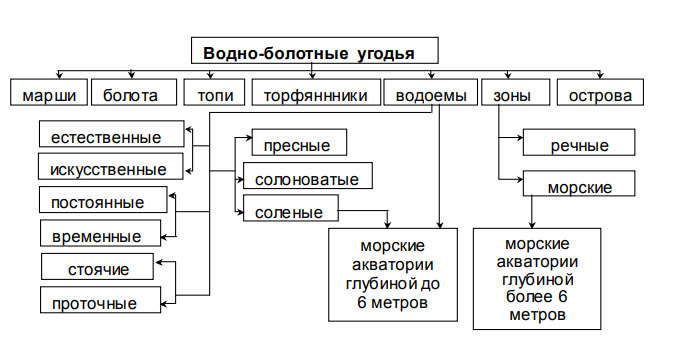 Водно-болотные угодья
марши
болота
топи
торфяннники
водоемы
зоны
острова
естественные
искусственные
постоянные
временные
стоячие
проточные
пресные
солоноватые
соленые
речные
морские
морские
акватории
глубиной до
6 метров
морские
акватории
глубиной
более 6
метров